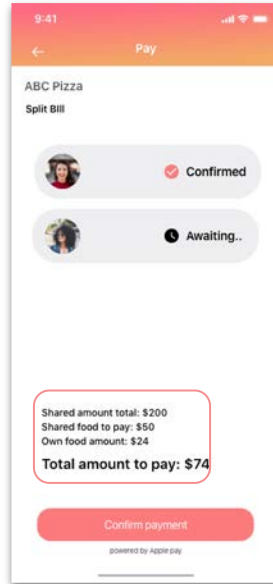 9:41
Pay
ABC Pizza
Split BIll
Confirmed
Awaiting..
Shared amount total: $200
Shared food to pay: $50
Own food amount: $24
Total amount to pay: $74
Confirm payment
powered by Apple pay